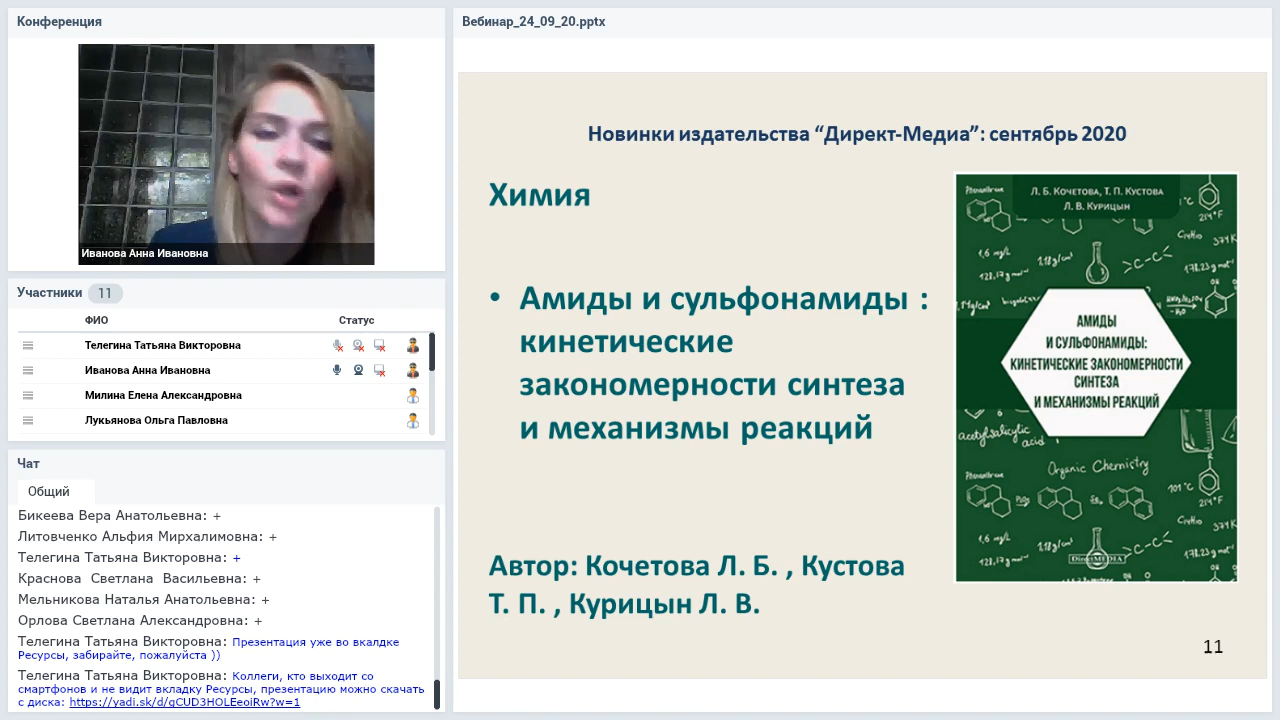 Конференция
Иванова Анна Ивановна
Участники 11
ФИО Статус
Телегина Татьяна Викторовна
Иванова Анна Ивановна
Милина Елена Александровна
Лукьянова Ольга Павловна
Чат
Общий
Бикеева Вера Анатольевна: +
Литовченко Альфия Мирхалимовна: +
Телегина Татьяна Викторовна: +
Краснова Светлана Васильевна: +
Мельникова Наталья Анатольевна: +
Орлова Светлана Александровна: +
Телегина Татьяна Викторовна: Презентация уже во вкалдке
Ресурсы, забирайте, пожалуйста ))
Телегина Татьяна Викторовна: Коллеги, кто выходит со
смартфонов и не видит вкладку Ресурсы, презентацию можно скачать
с диска: https://yadi.sk/d/gCUD3HOLEeoiRw?w=1
Вебинар_24_09_20.pptx
Новинки издательства “Директ-Медиа”: сентябрь 2020
Химия
• Амиды и сульфонамиды :
кинетические
закономерности синтеза
и механизмы реакций
Автор: Кочетова Л. Б. , Кустова
Т. П. , Курицын Л. В.
11
Л. Б. КОЧЕТОВА, Т. П. КУСТОВА
Л. В. КУРИЦЫН
АМИДЫ
И СУЛЬФОНАМИДЫ:
КИНЕТИЧЕСКИЕ ЗАКОНОМЕРНОСТИ
СИНТЕЗА
И МЕХАНИЗМЫ РЕАКЦИЙ
acetylsalicylic
acid
Organic Chemistry
DirectMEDIA